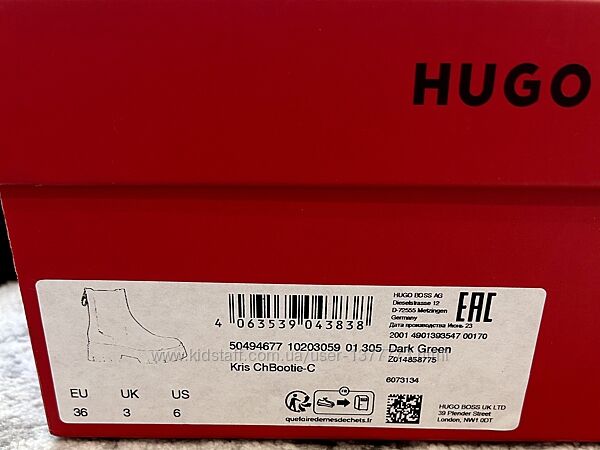 HUGO
HUGO BOSS AG
Dieselstrasse 12
D-72555 Metzingen
Germany
Дата производства Июнь 23
EAC
4 063539 043838
2001 4901393547 00170
50494677 10203059 01 305 Dark Green
Z014858775
Kris ChBootie-C
6073134
EU UK US
36 3 6
FR
quefairedemesdechets.fr
HUGO BOSS UK LTD
39 Plender Street
London, NW1 0DT